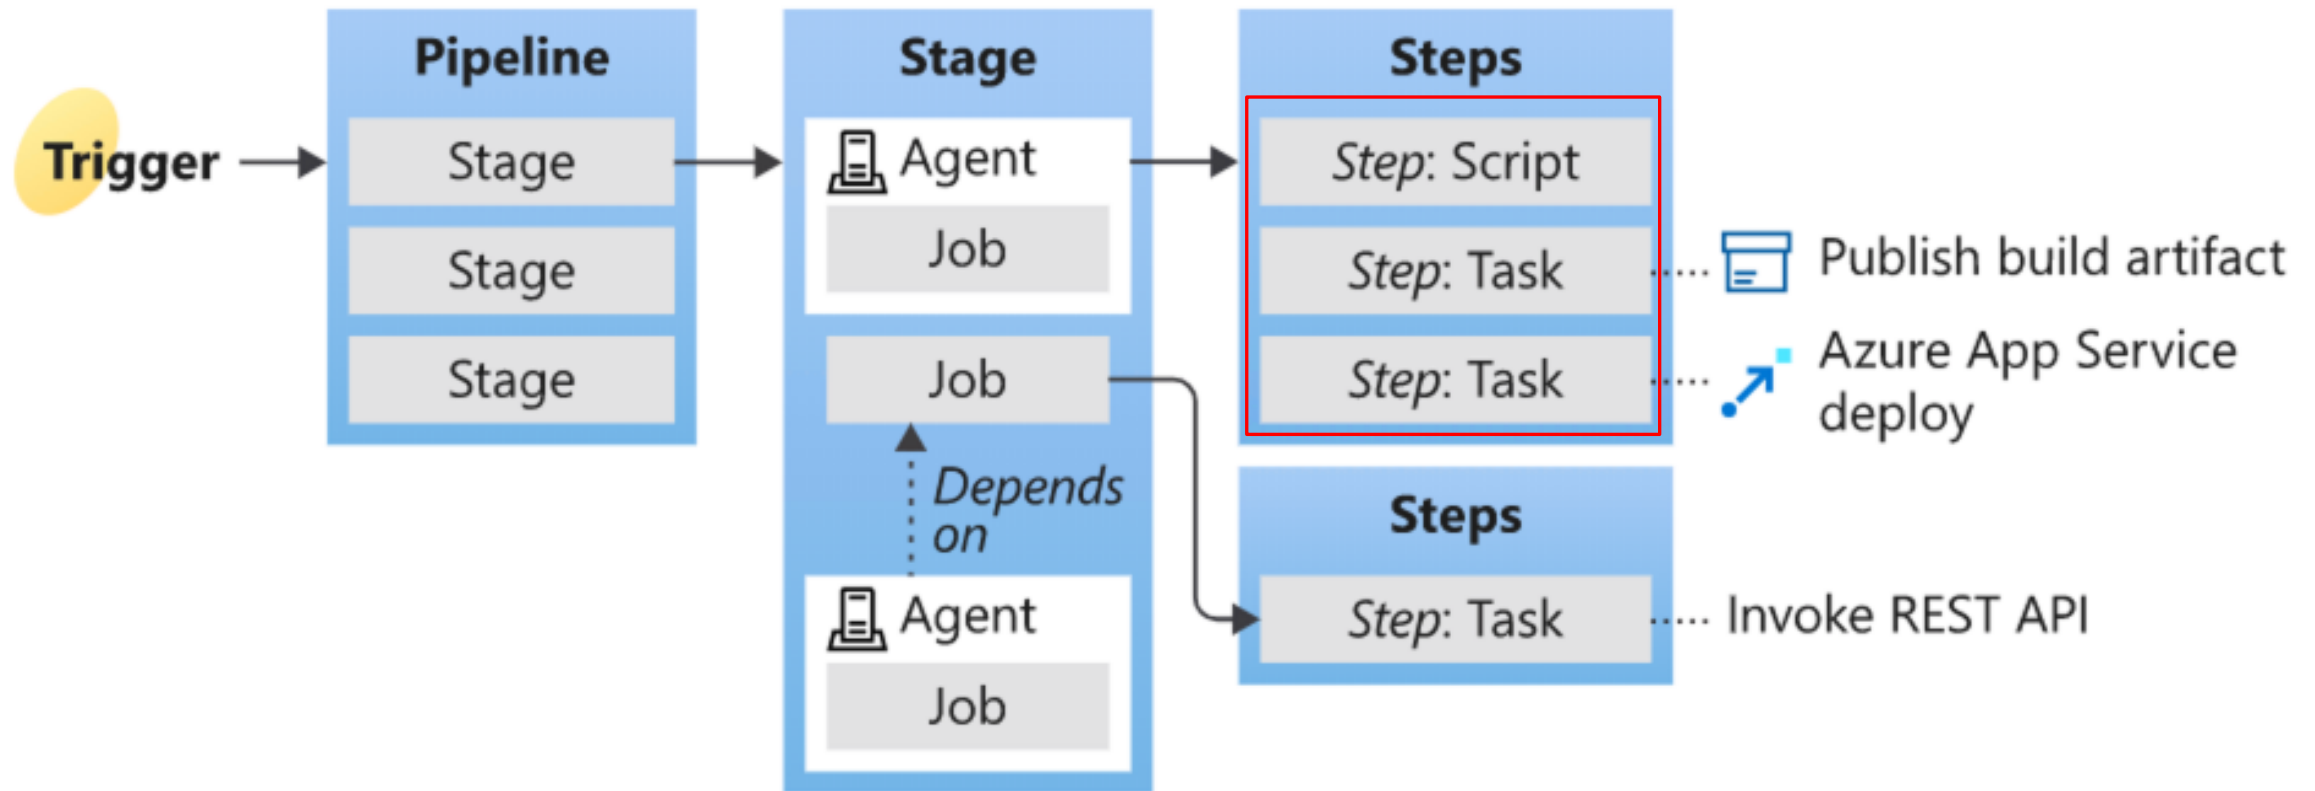 Trigger
Pipeline
Stage
Stage
Stage
Stage
Agent
Job
Job
Depends
on
Agent
Job
Steps
Step: Script
Step: Task
Step: Task
Publish build artifact
Azure App Service
deploy
Steps
Step: Task
Invoke REST API